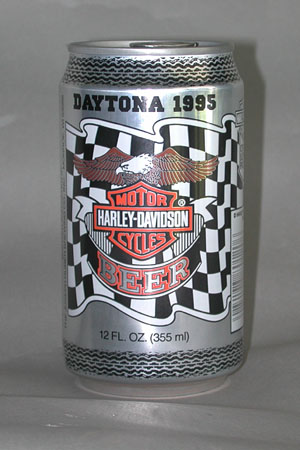 DAYTONA 1995
MOTOR
HARLEY-DAVIDSON
®
CYCLES
BEER
12 FL. OZ. (355 ml)